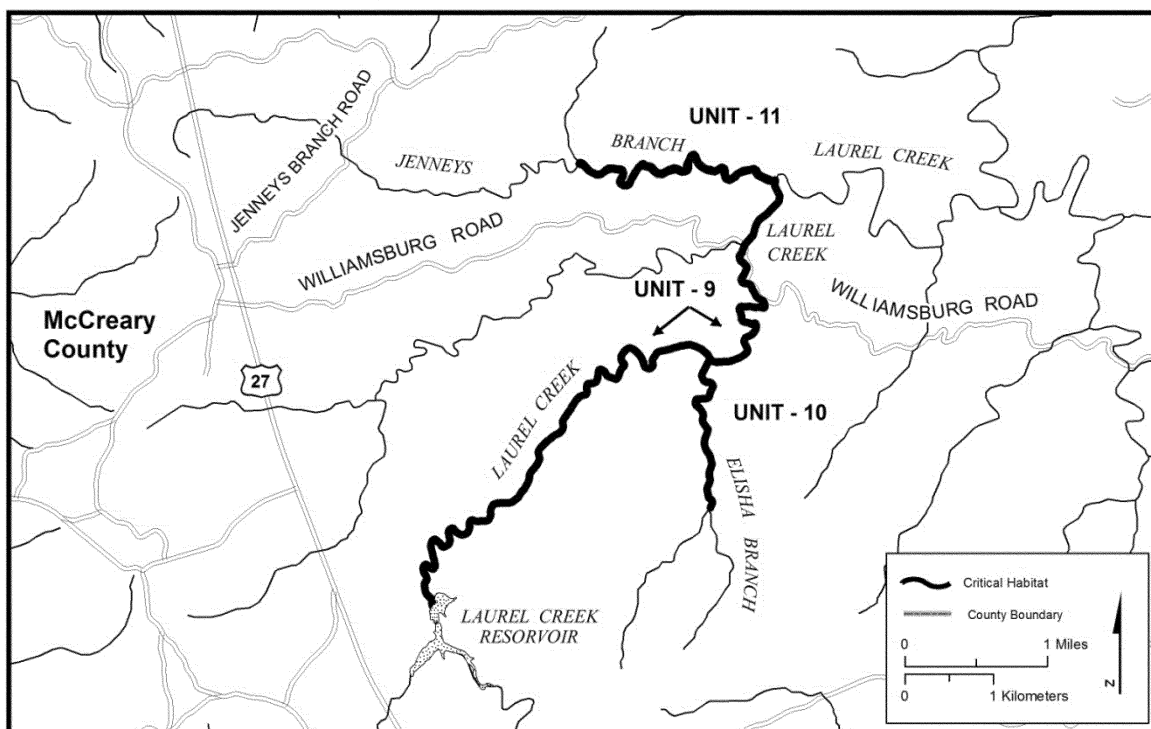 UNIT - 11
BRANCH
JENNEYS
LAUREL CREEK
JENNEYS BRANCH ROAD
WILLIAMSBURG ROAD
LAUREL
CREEK
UNIT - 9
WILLIAMSBURG ROAD
McCreary
County
27
LAUREL CREEK
UNIT - 10
ELISHA BRANCH
LAUREL CREEK
RESORVOIR
Critical Habitat
County Boundary
0 1 Miles
0 1 Kilometers
N